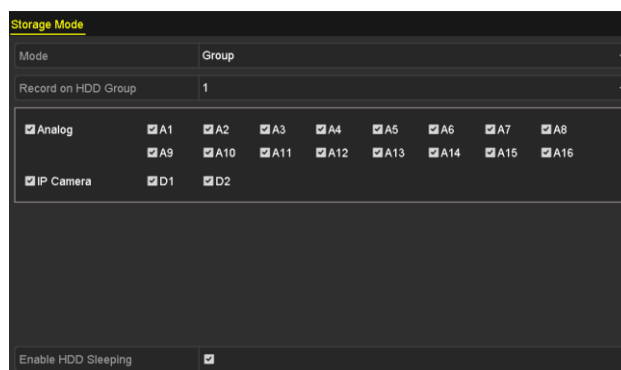 Storage Mode
Mode Group
Record on HDD Group 1
Analog A1 A2 A3 A4 A5 A6 A7 A8
A9 A10 A11 A12 A13 A14 A15 A16
IP Camera D1 D2
Enable HDD Sleeping